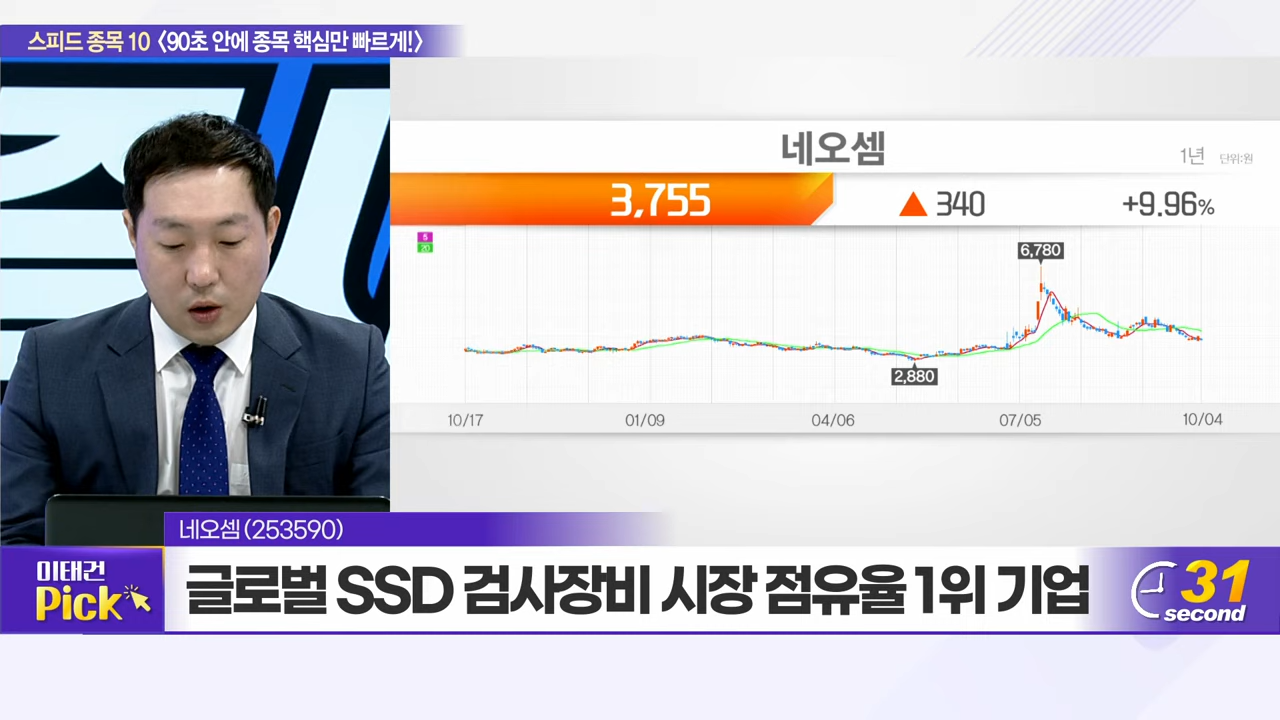 스피드 종목 10 〈90초 안에 종목 핵심만 빠르게!〉
네오셈
1년 단위:원
3,755 ▲ 340 +9.96%
5
20
6,780
2,880
10/17 01/09 04/06 07/05 10/04
네오셈(253590)
이태건
Pick
글로벌 SSD 검사장비 시장 점유율 1위 기업
31
second